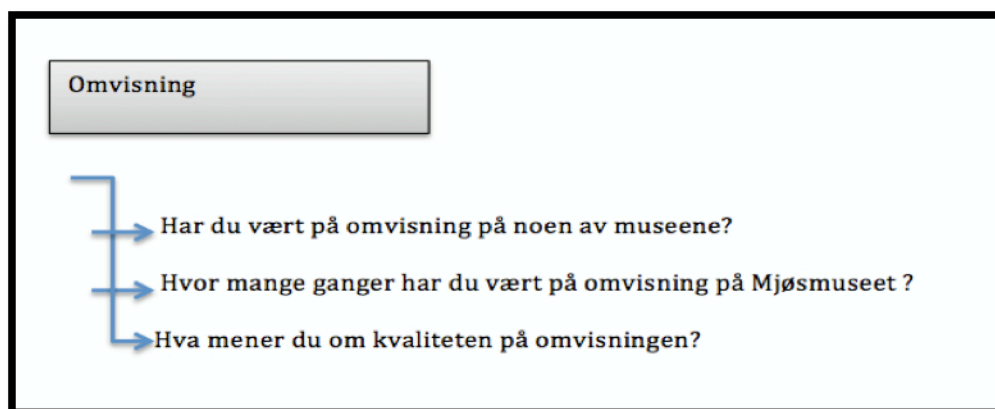 Omvisning
Har du vært på omvisning på noen av museene?
Hvor mange ganger har du vært på omvisning på Mjøsmuseet ?
Hva mener du om kvaliteten på omvisningen?